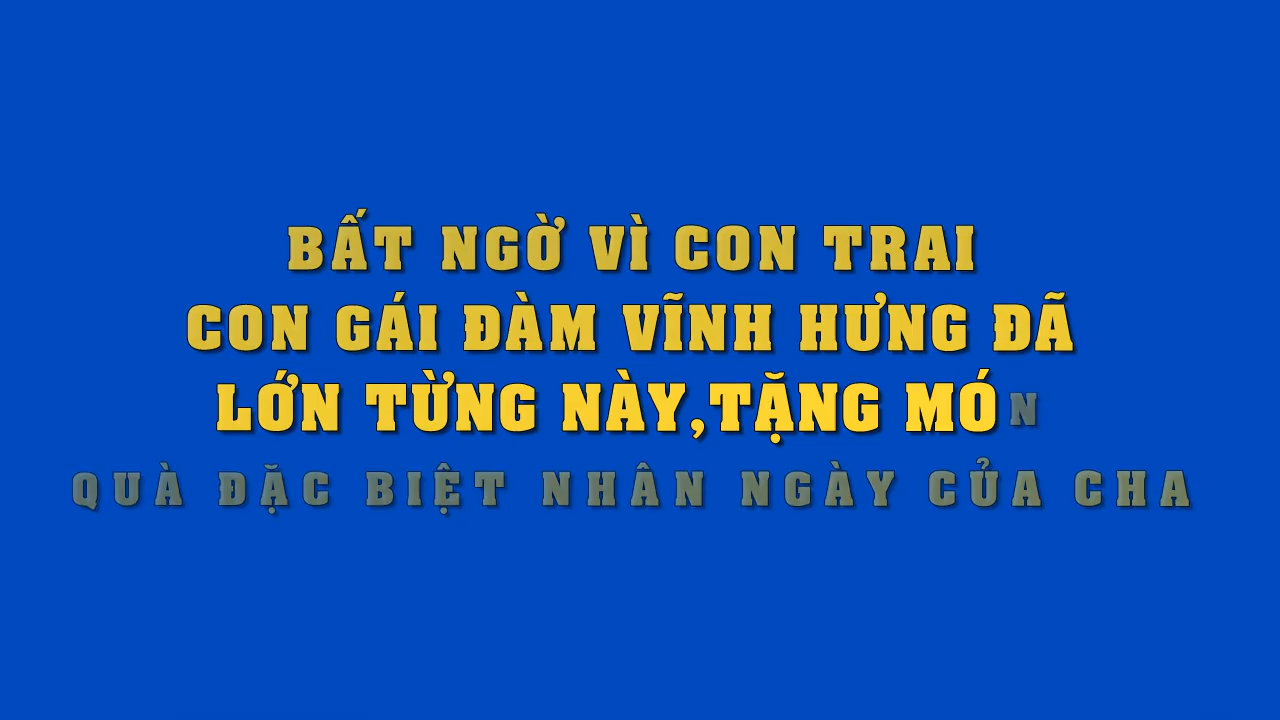 BẤT NGỜ VÌ CON TRAI
CON GÁI ĐÀM VĨNH HƯNG ĐÃ
LỚN TỪNG NÀY,TẶNG MÓN
QUÀ ĐẶC BIỆT NHÂN NGÀY CỦA CHA